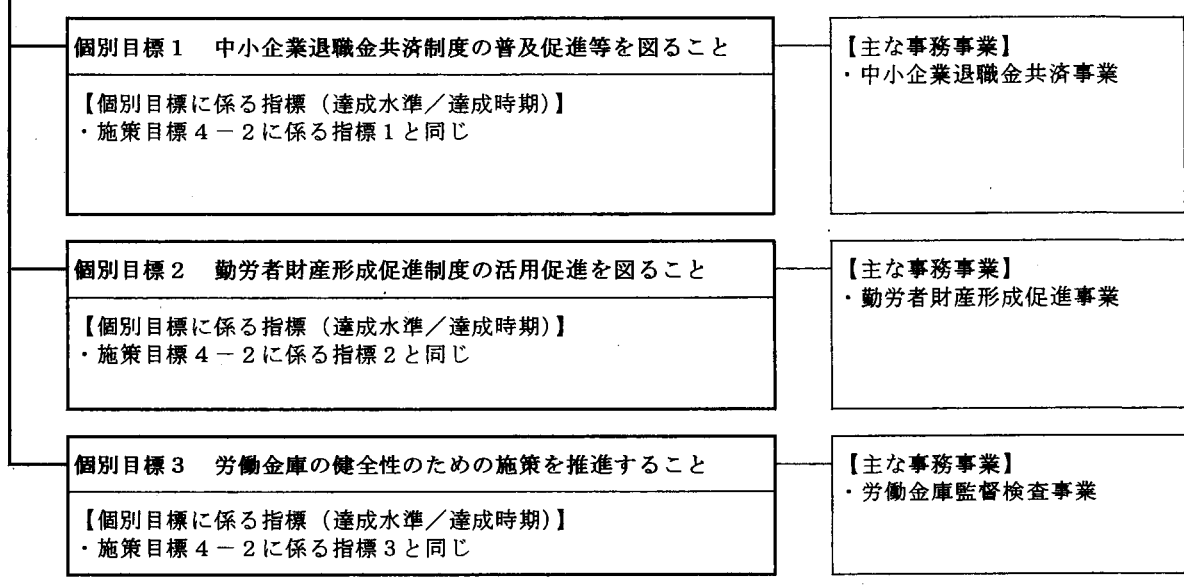 個別目標1 中小企業退職金共済制度の普及促進等を図ること
【個別目標に係る指標（達成水準／達成時期）】
・施策目標4－2に係る指標1と同じ
【主な事務事業】
・中小企業退職金共済事業
個別目標2 勤労者財産形成促進制度の活用促進を図ること
【個別目標に係る指標（達成水準／達成時期）】
・施策目標4－2に係る指標2と同じ
【主な事務事業】
・勤労者財産形成促進事業
個別目標3 労働金庫の健全性のための施策を推進すること
【個別目標に係る指標（達成水準／達成時期）】
・施策目標4－2に係る指標3と同じ
【主な事務事業】
・労働金庫監督検査事業